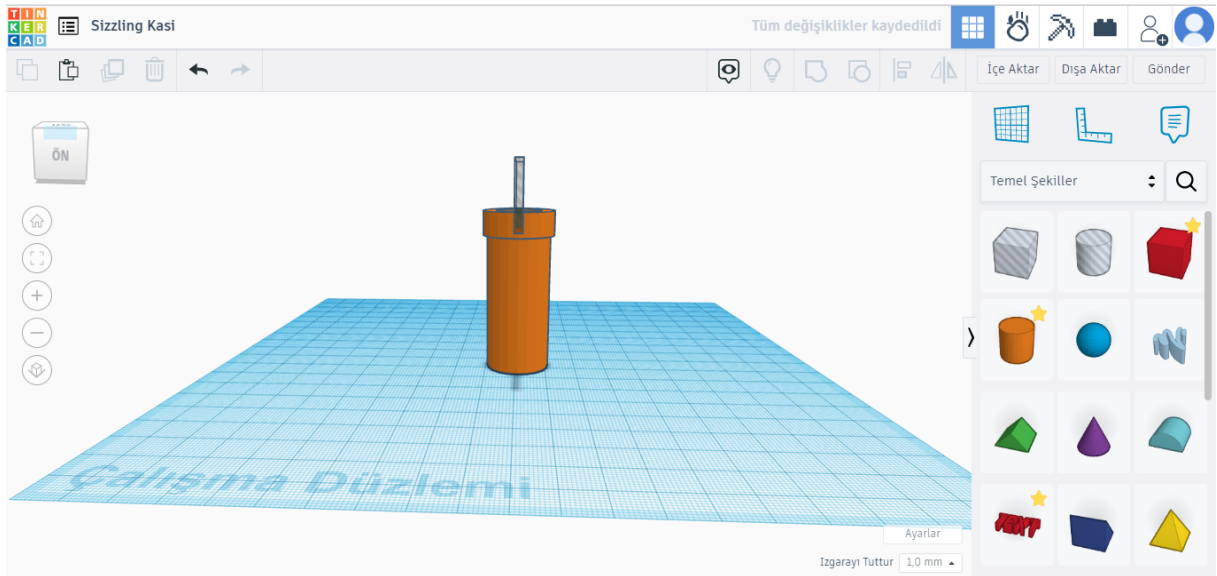 TIN
KER
CAD
Sizzling Kasi
Tüm değişiklikler kaydedildi
İçe Aktar
Dışa Aktar
Gönder
ÖN
Temel Şekiller
TEXT
Çalışma Düzlemi
Ayarlar
Izgarayı Tuttur 1,0 mm